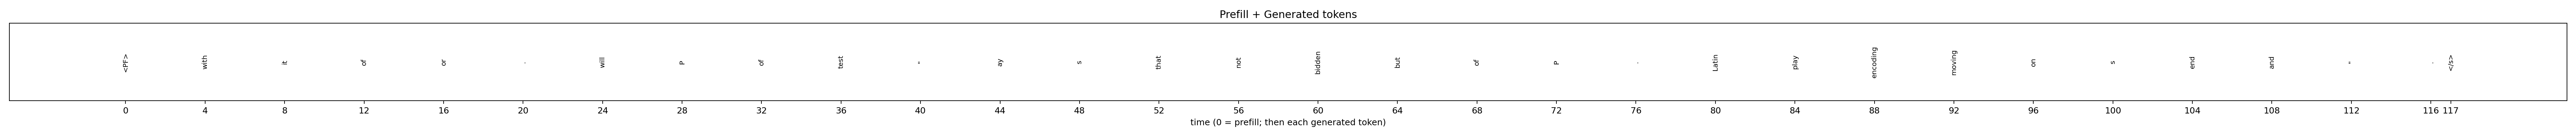 Prefill + Generated tokens
<PF> with it of or . will P of test " ay s that not bidden but of P . Latin play encoding moving on s end and " . </s>
0 4 8 12 16 20 24 28 32 36 40 44 48 52 56 60 64 68 72 76 80 84 88 92 96 100 104 108 112 116 117
time (0 = prefill; then each generated token)